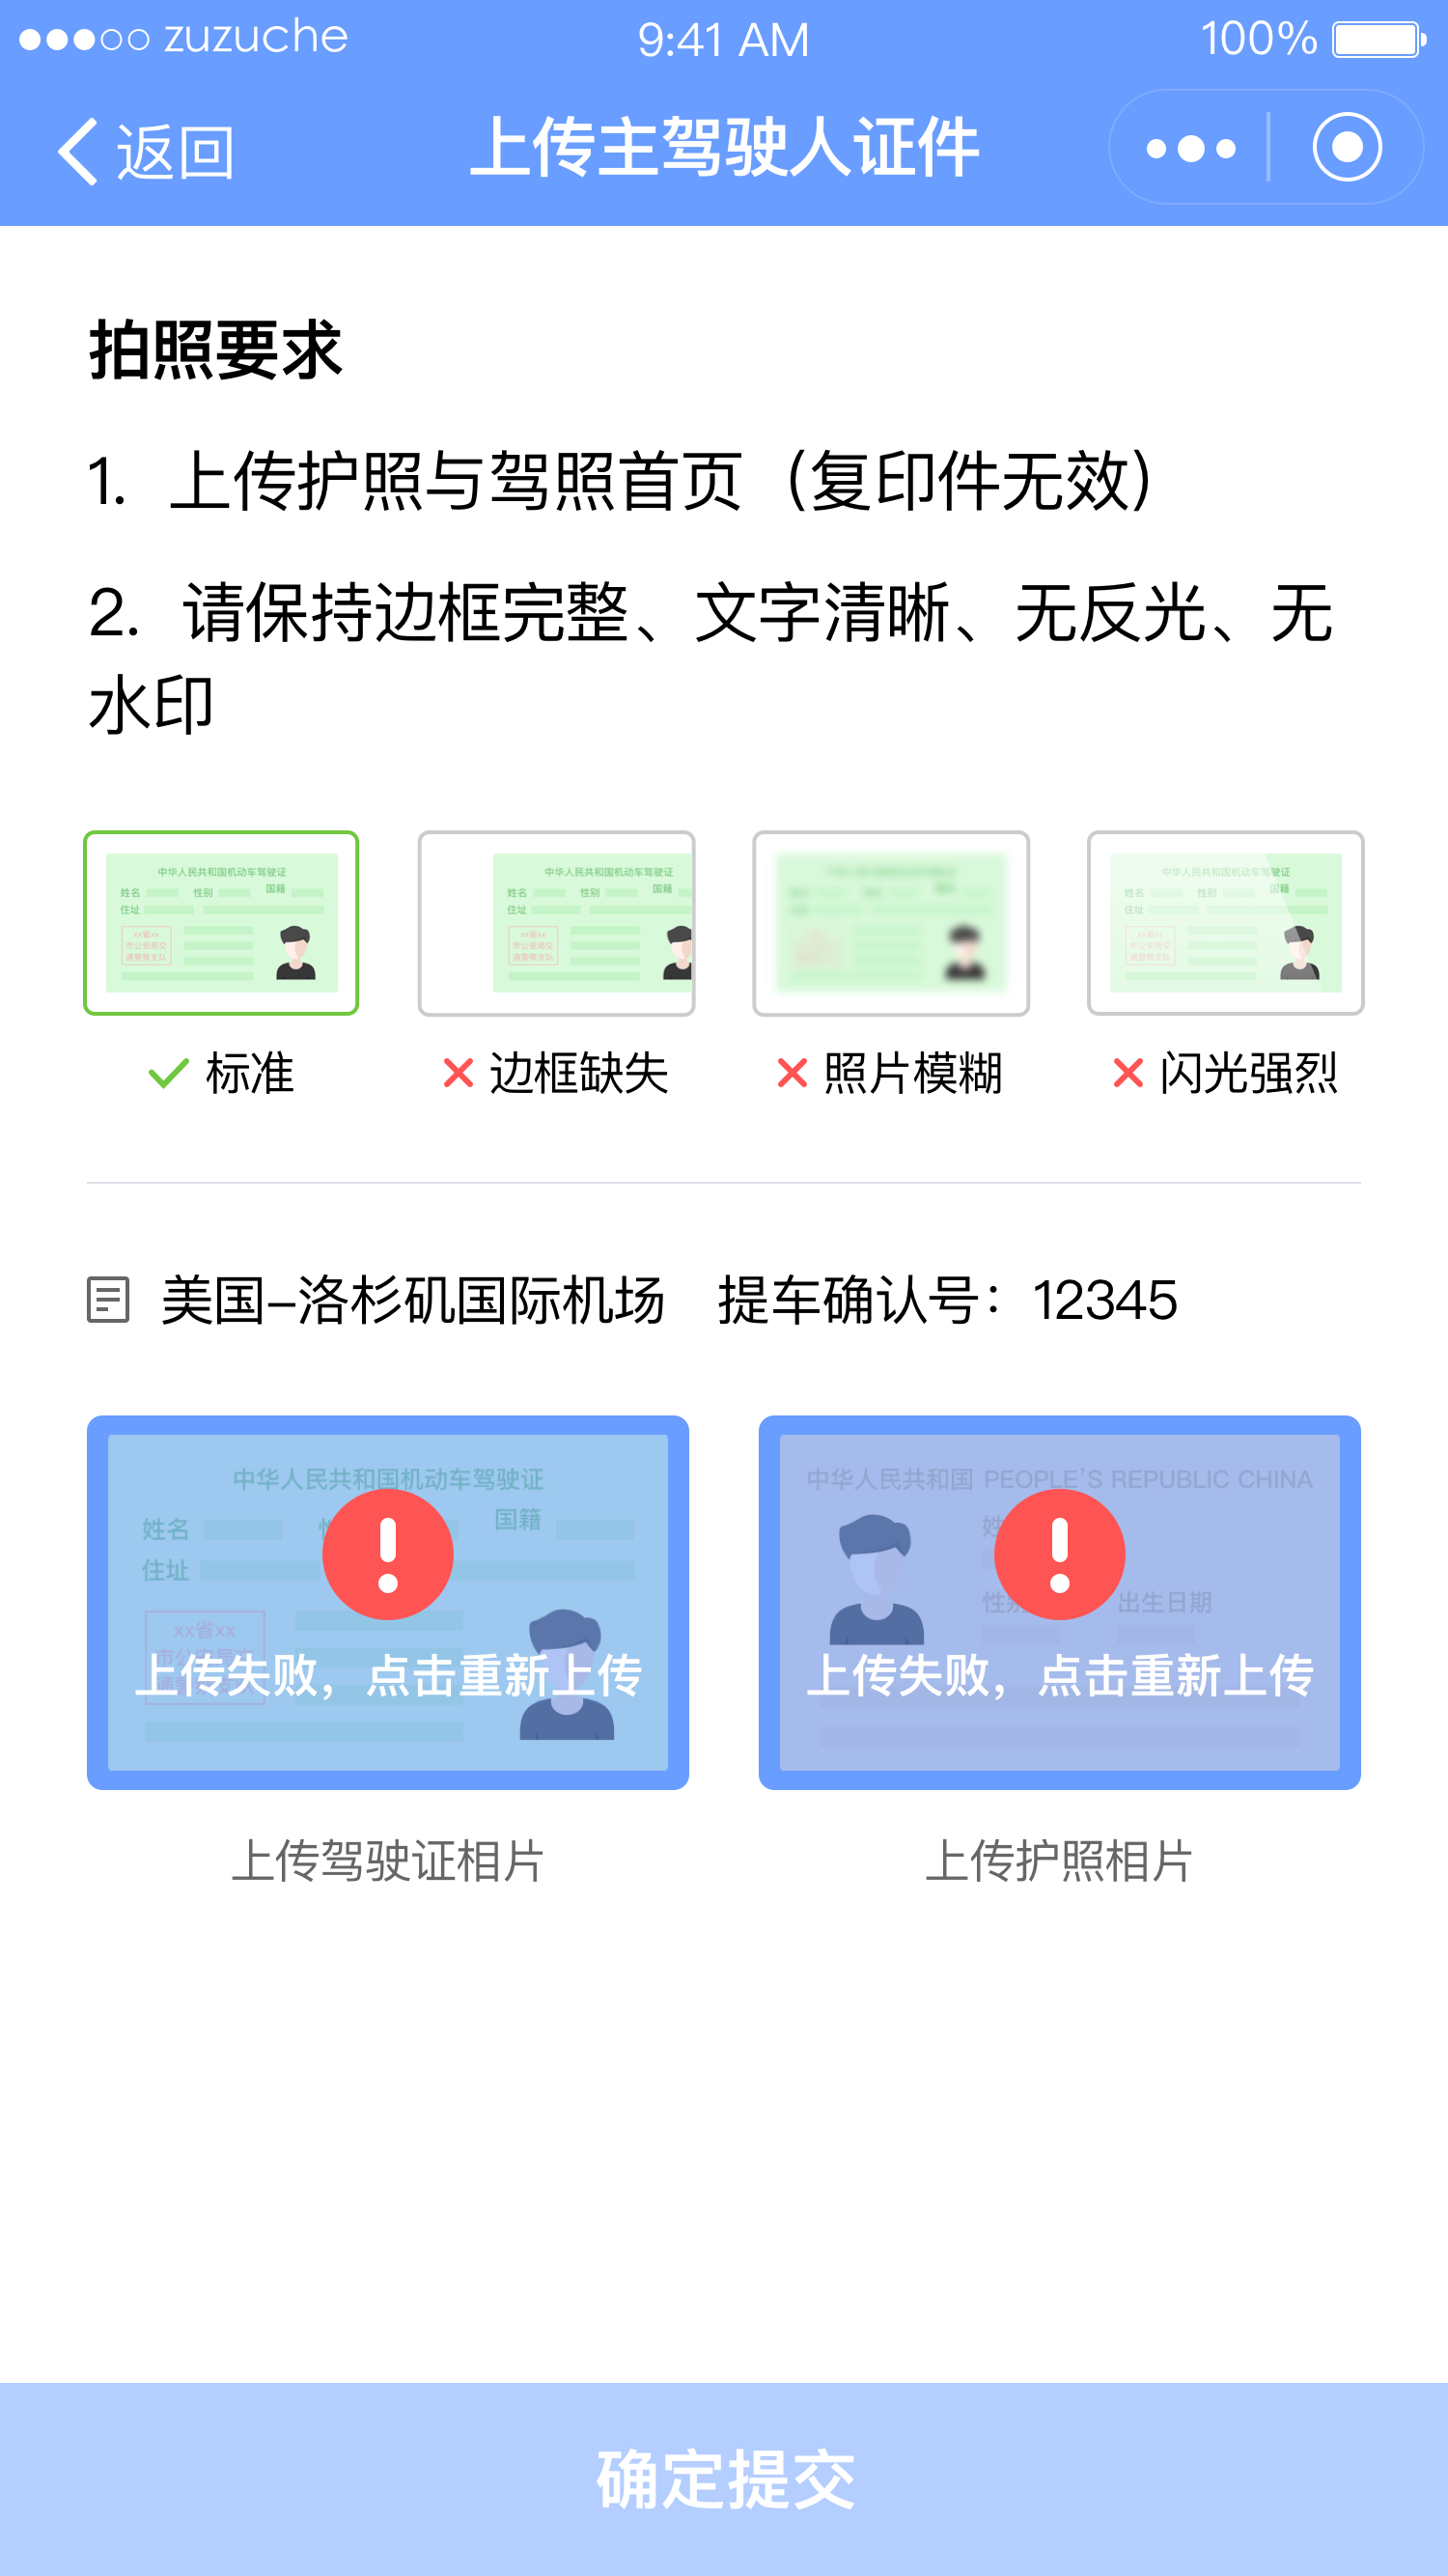 zuzuche 9:41 AM 100%
返回 上传主驾驶人证件
拍照要求
1. 上传护照与驾照首页（复印件无效）
2. 请保持边框完整、文字清晰、无反光、无
水印
中华人民共和国机动车驾驶证
姓名 性别 国籍
住址
xx省xx
市公安局交
通警察支队
中华人民共和国机动车驾驶证
姓名 性别 国籍
住址
xx省xx
市公安局交
通警察支队
中华人民共和国机动车驾驶证
姓名 性别 国籍
住址
xx省xx
市公安局交
通警察支队
标准 边框缺失 照片模糊 闪光强烈
美国–洛杉矶国际机场 提车确认号：12345
中华人民共和国机动车驾驶证
姓名 国籍
住址
xx省xx
上传失败，点击重新上传
上传驾驶证相片
中华人民共和国 PEOPLE'S REPUBLIC CHINA
出生日期
上传失败，点击重新上传
上传护照相片
确定提交